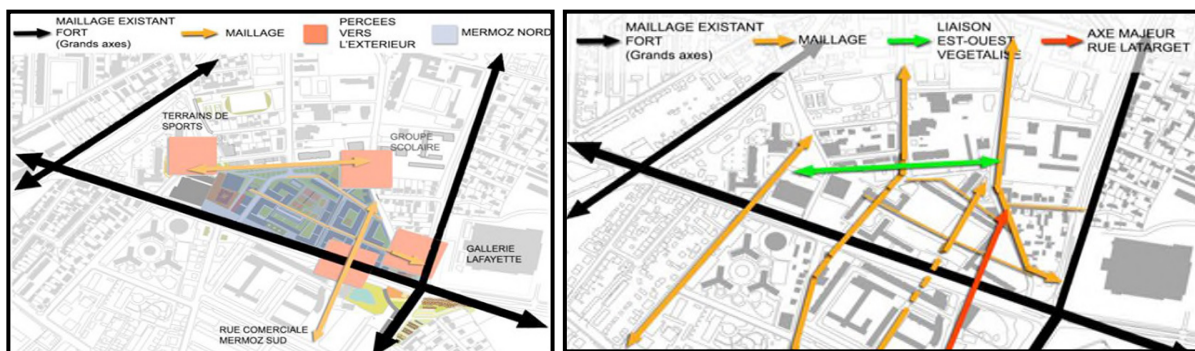 MAILLAGE EXISTANT
FORT
(Grands axes)
MAILLAGE
PERCEES
VERS
L'EXTERIEUR
MERMOZ NORD
TERRAINS DE
SPORTS
GROUPE
SCOLAIRE
GALLERIE
LAFAYETTE
RUE COMERCIALE
MERMOZ SUD
MAILLAGE EXISTANT
FORT
(Grands axes)
MAILLAGE
LIAISON
EST-OUEST
VEGETALISE
AXE MAJEUR
RUE LATARGET